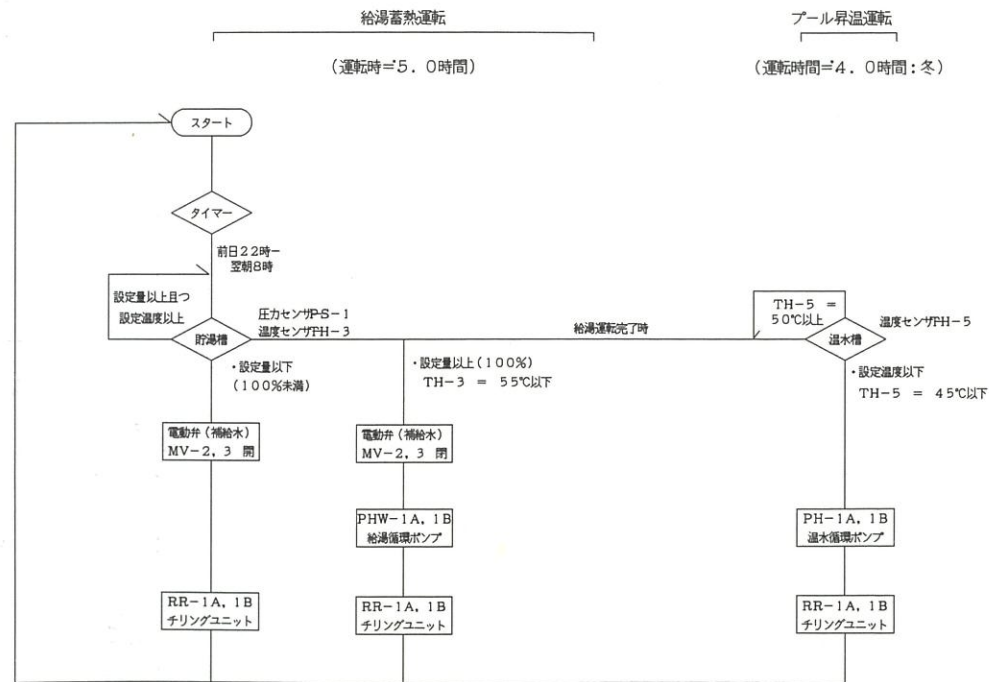 給湯蓄熱運転
プール昇温運転
(運転時≒5.0時間)
(運転時間≒4.0時間:冬)
スタート
タイマー
前日22時−
翌朝8時
設定量以上且つ
設定温度以上
圧力センサPS−1
温度センサTH−3
貯湯槽
給湯運転完了時
TH−5 =
50℃以上
温度センサTH−5
温水槽
・設定量以下
(100%未満)
・設定量以上(100%)
TH−3 = 55℃以下
・設定温度以下
TH−5 = 45℃以下
電動弁(補給水)
MV−2,3 開
電動弁(補給水)
MV−2,3 閉
PHW−1A,1B
給湯循環ポンプ
PH−1A,1B
温水循環ポンプ
RR−1A,1B
チリングユニット
RR−1A,1B
チリングユニット
RR−1A,1B
チリングユニット